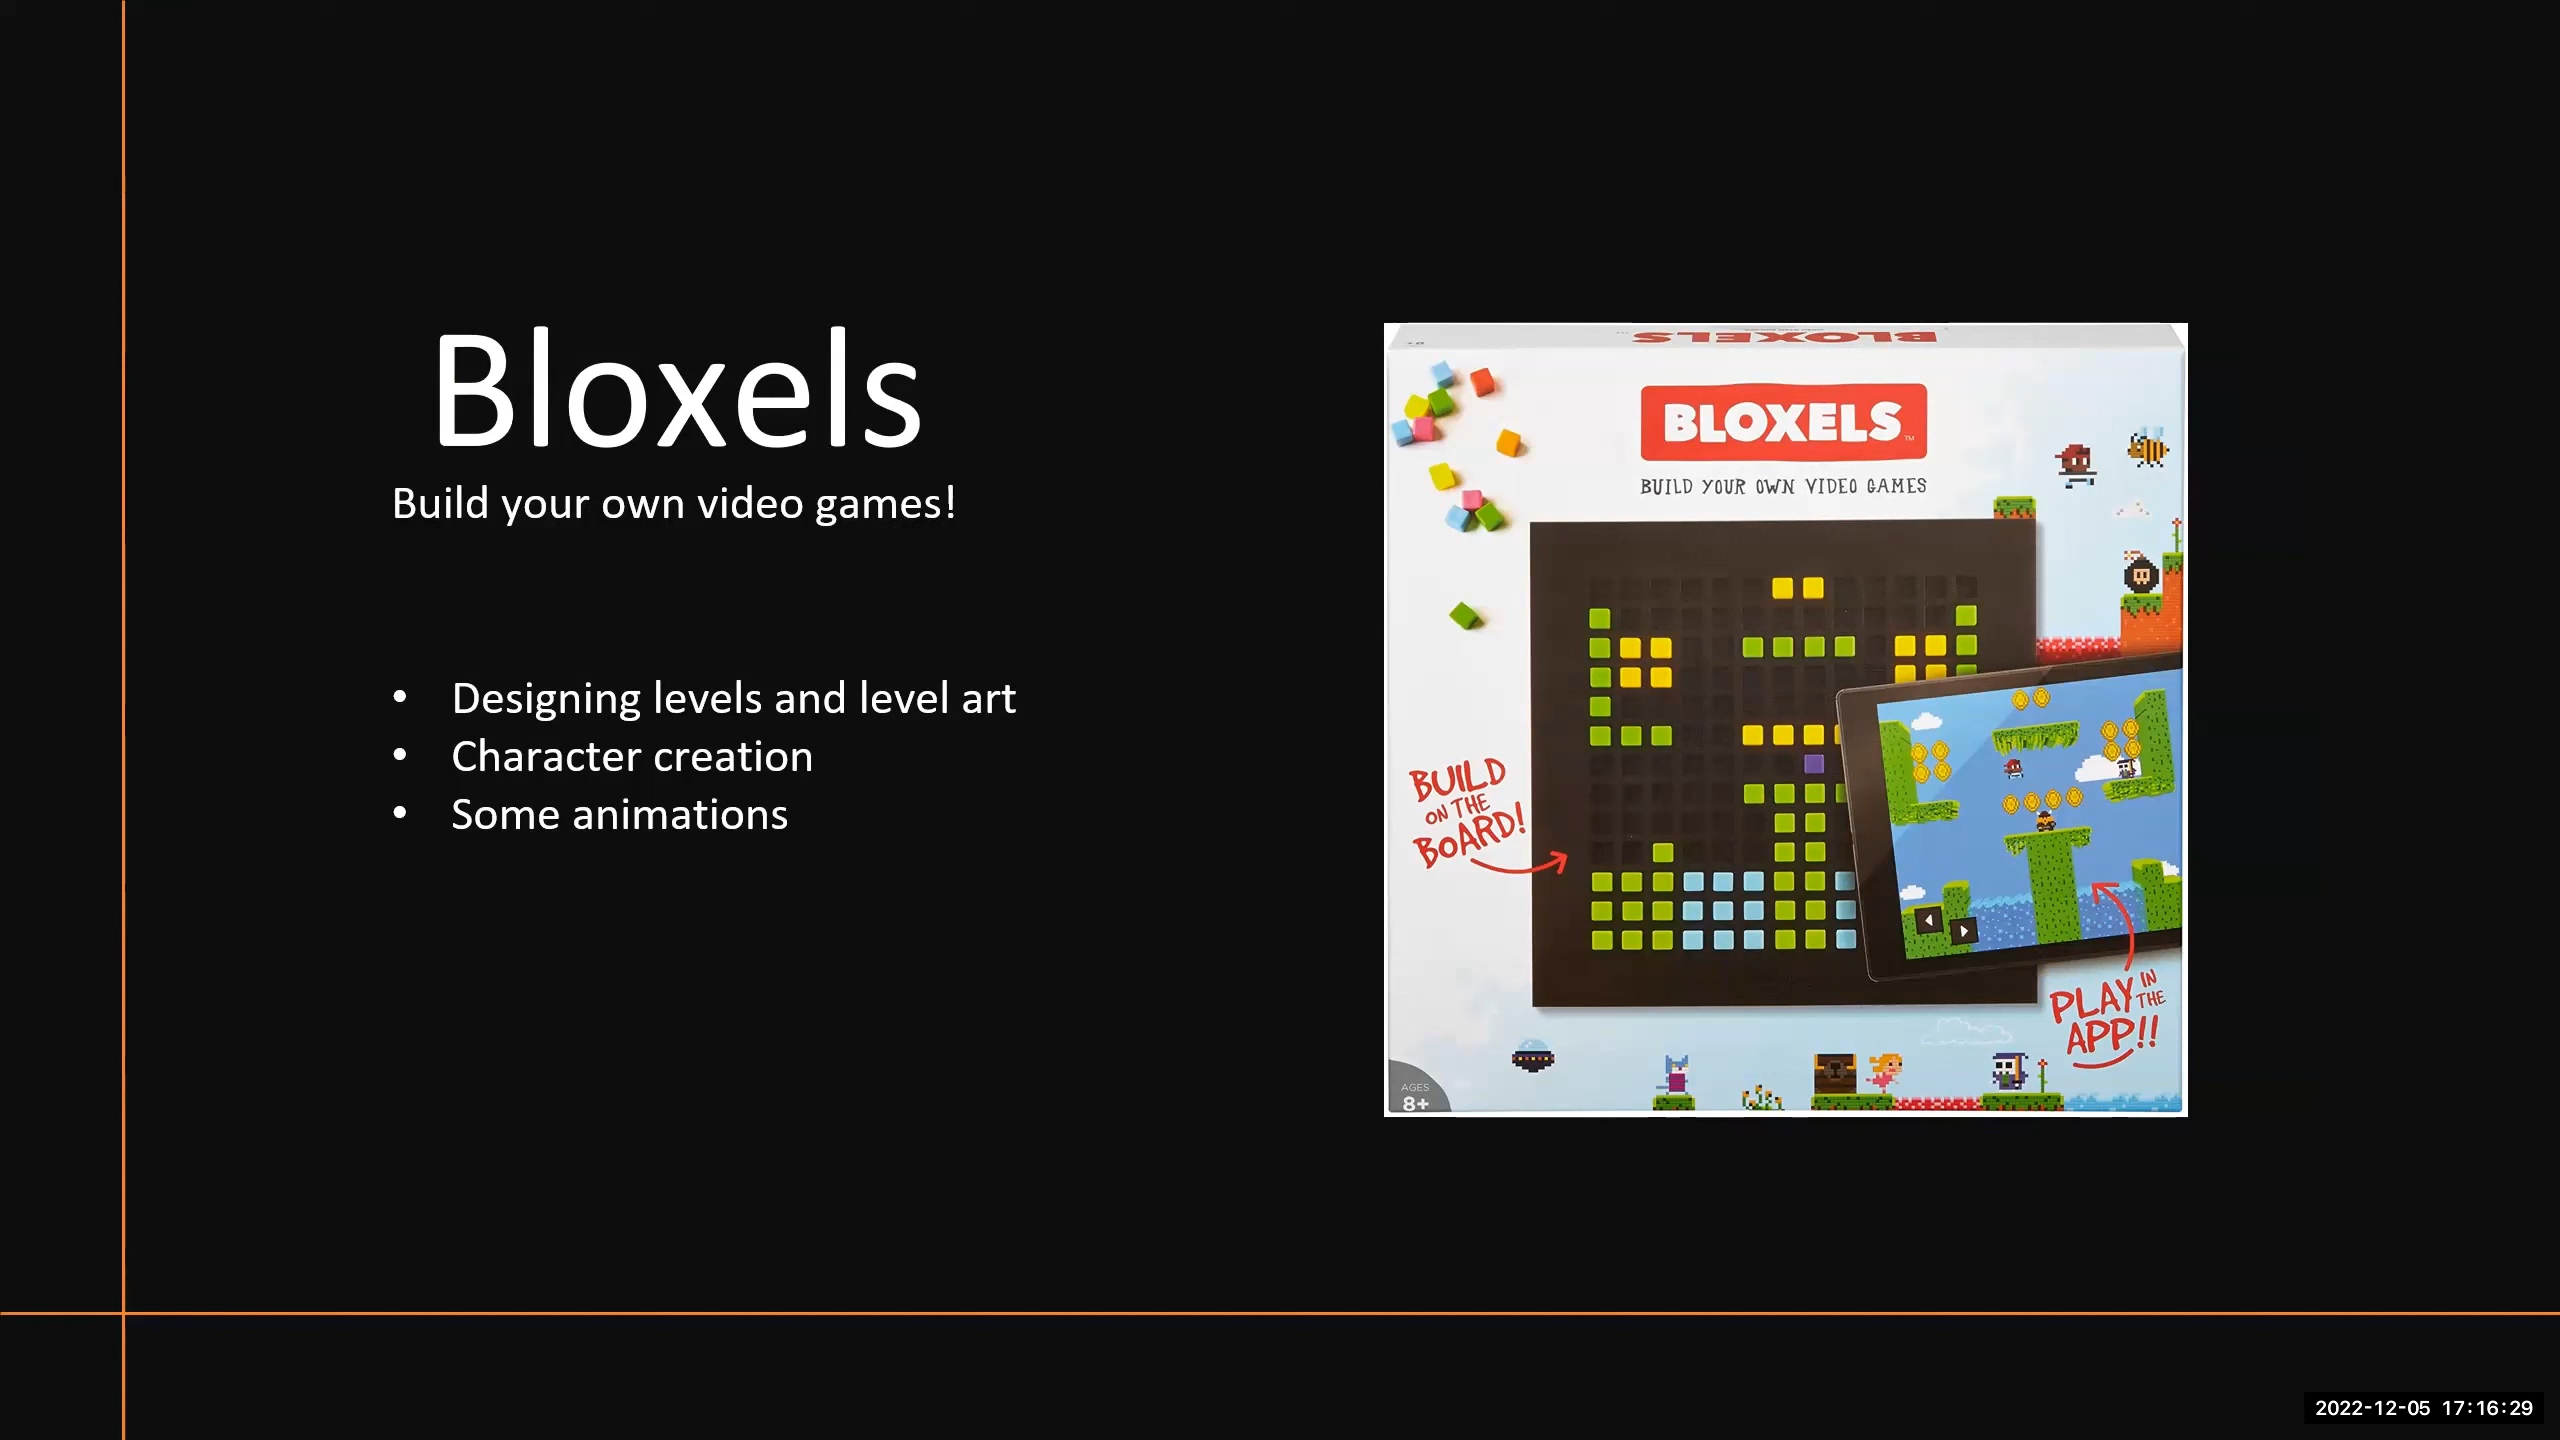 Bloxels
Build your own video games!
• Designing levels and level art
• Character creation
• Some animations
BLOXELS
BLOXELS™
BUILD YOUR OWN VIDEO GAMES
BUILD
ON THE
BOARD!
PLAY IN THE
APP!!
AGES
8+
2022-12-05 17:16:29